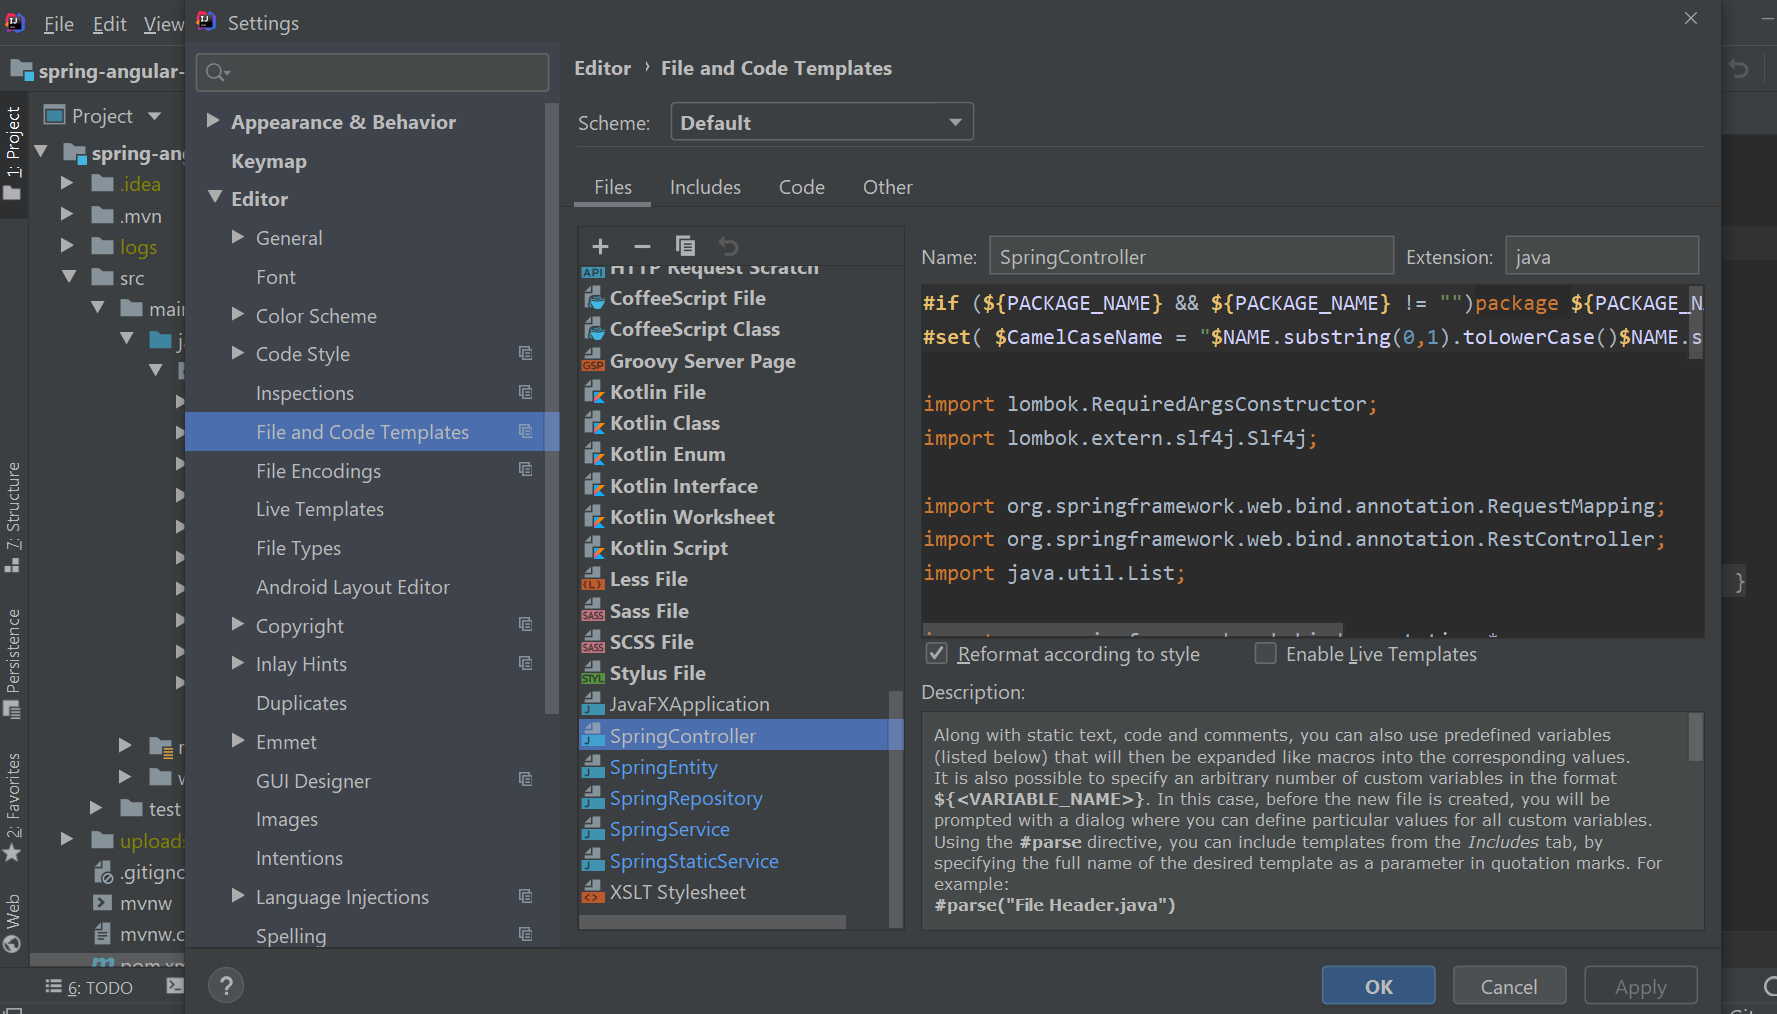 File Edit View
Settings
spring-angular-
1: Project
Project
spring-ang
.idea
.mvn
logs
src
main
test
uploads
.gitigno
mvnw
mvnw.c
pom.xm
7: Structure
Persistence
2: Favorites
Web
6: TODO
Appearance & Behavior
Keymap
Editor
General
Font
Color Scheme
Code Style
Inspections
File and Code Templates
File Encodings
Live Templates
File Types
Android Layout Editor
Copyright
Inlay Hints
Duplicates
Emmet
GUI Designer
Images
Intentions
Language Injections
Spelling
Editor › File and Code Templates
Scheme: Default
Files Includes Code Other
API HTTP Request Scratch
CoffeeScript File
CoffeeScript Class
GSP Groovy Server Page
Kotlin File
Kotlin Class
Kotlin Enum
Kotlin Interface
Kotlin Worksheet
Kotlin Script
{L} Less File
SASS Sass File
SASS SCSS File
STYL Stylus File
J JavaFXApplication
J SpringController
J SpringEntity
J SpringRepository
J SpringService
J SpringStaticService
<> XSLT Stylesheet
Name: SpringController Extension: java
#if (${PACKAGE_NAME} && ${PACKAGE_NAME} != "")package ${PACKAGE_N
#set( $CamelCaseName = "$NAME.substring(0,1).toLowerCase()$NAME.s
import lombok.RequiredArgsConstructor;
import lombok.extern.slf4j.Slf4j;
import org.springframework.web.bind.annotation.RequestMapping;
import org.springframework.web.bind.annotation.RestController;
import java.util.List;
}
Reformat according to style Enable Live Templates
Description:
Along with static text, code and comments, you can also use predefined variables
(listed below) that will then be expanded like macros into the corresponding values.
It is also possible to specify an arbitrary number of custom variables in the format
${<VARIABLE_NAME>}. In this case, before the new file is created, you will be
prompted with a dialog where you can define particular values for all custom variables.
Using the #parse directive, you can include templates from the Includes tab, by
specifying the full name of the desired template as a parameter in quotation marks. For
example:
#parse("File Header.java")
? OK Cancel Apply